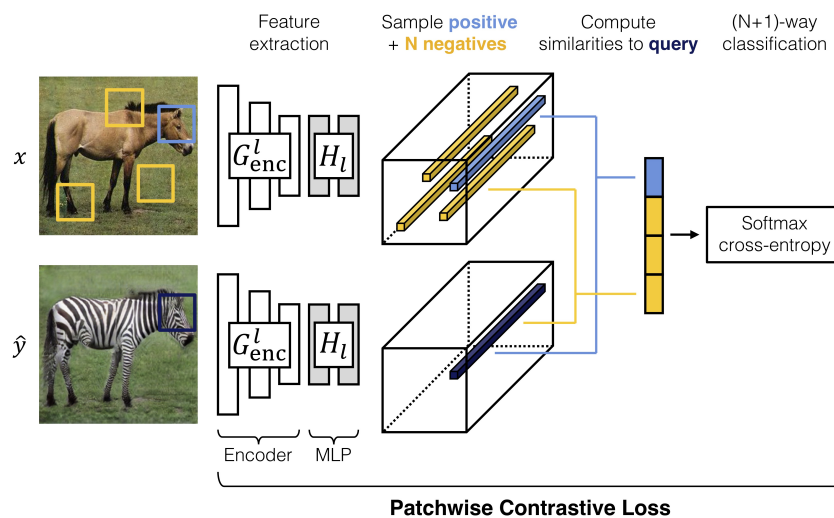 Feature
extraction
Sample positive
+ N negatives
Compute
similarities to query
(N+1)-way
classification
x
G^l_enc
H_l
Softmax
cross-entropy
ŷ
G^l_enc
H_l
Encoder
MLP
Patchwise Contrastive Loss